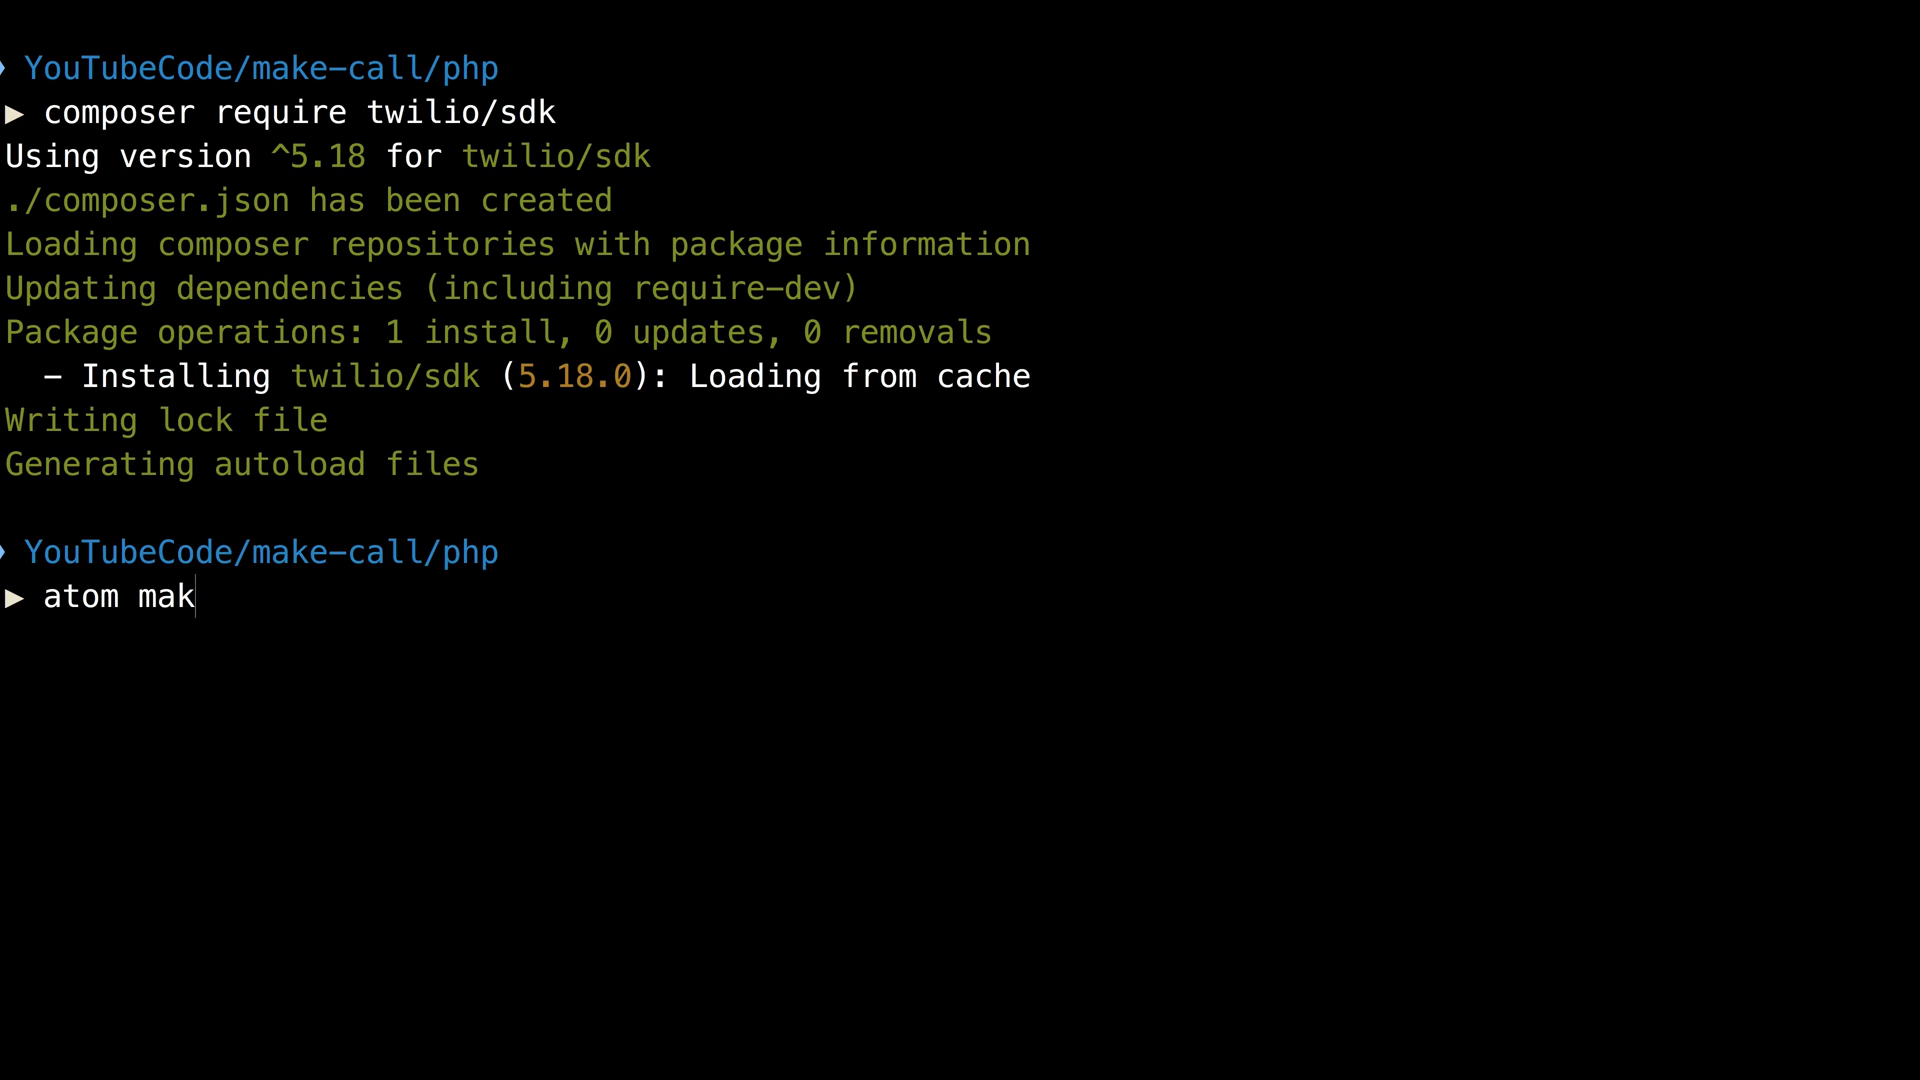 YouTubeCode/make-call/php
▶ composer require twilio/sdk
Using version ^5.18 for twilio/sdk
./composer.json has been created
Loading composer repositories with package information
Updating dependencies (including require-dev)
Package operations: 1 install, 0 updates, 0 removals
  - Installing twilio/sdk (5.18.0): Loading from cache
Writing lock file
Generating autoload files
YouTubeCode/make-call/php
▶ atom mak